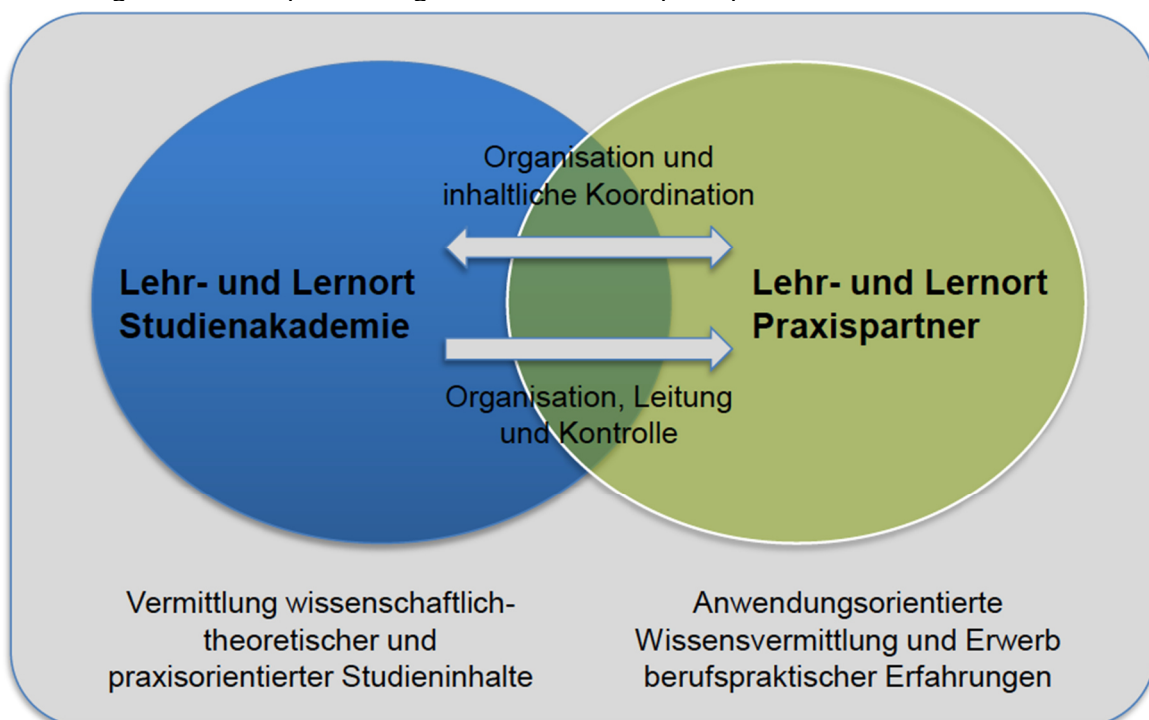 Organisation und
inhaltliche Koordination
Lehr- und Lernort
Studienakademie
Lehr- und Lernort
Praxispartner
Organisation, Leitung
und Kontrolle
Vermittlung wissenschaftlich-
theoretischer und
praxisorientierter Studieninhalte
Anwendungsorientierte
Wissensvermittlung und Erwerb
berufspraktischer Erfahrungen